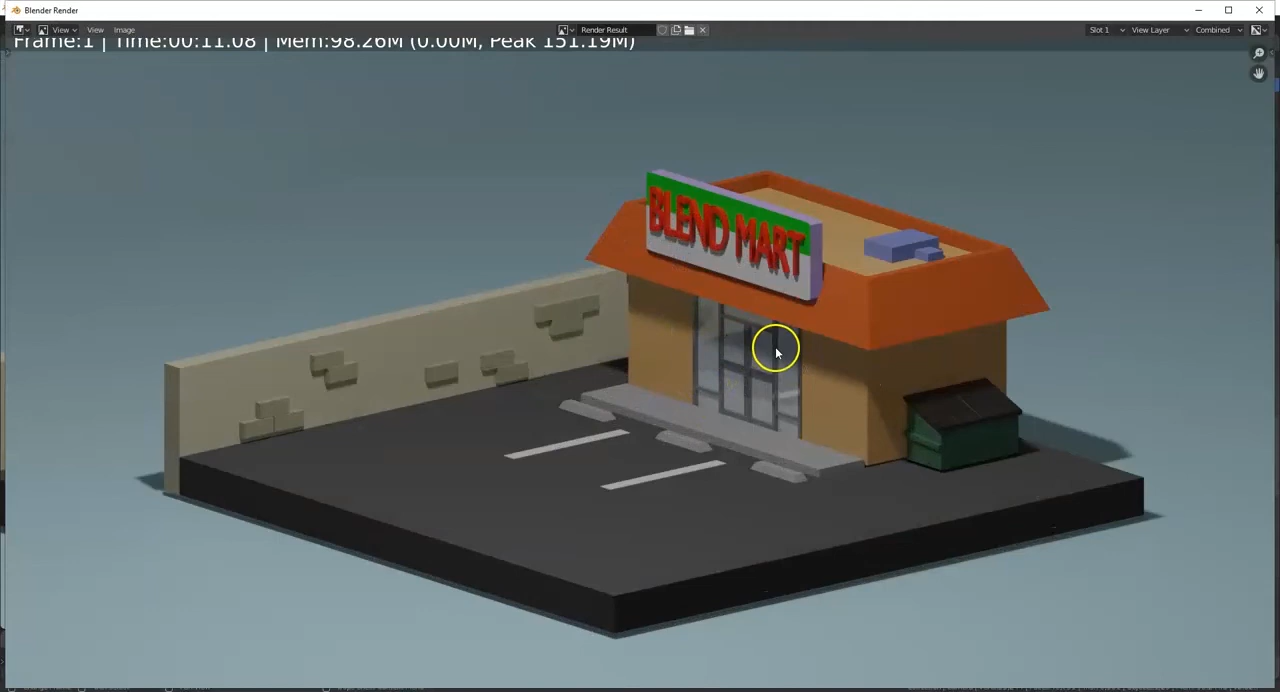 Blender Render
View View Image Render Result Slot 1 View Layer Combined
Frame:1 | Time:00:11.08 | Mem:98.26M (0.00M, Peak 151.19M)
BLEND MART